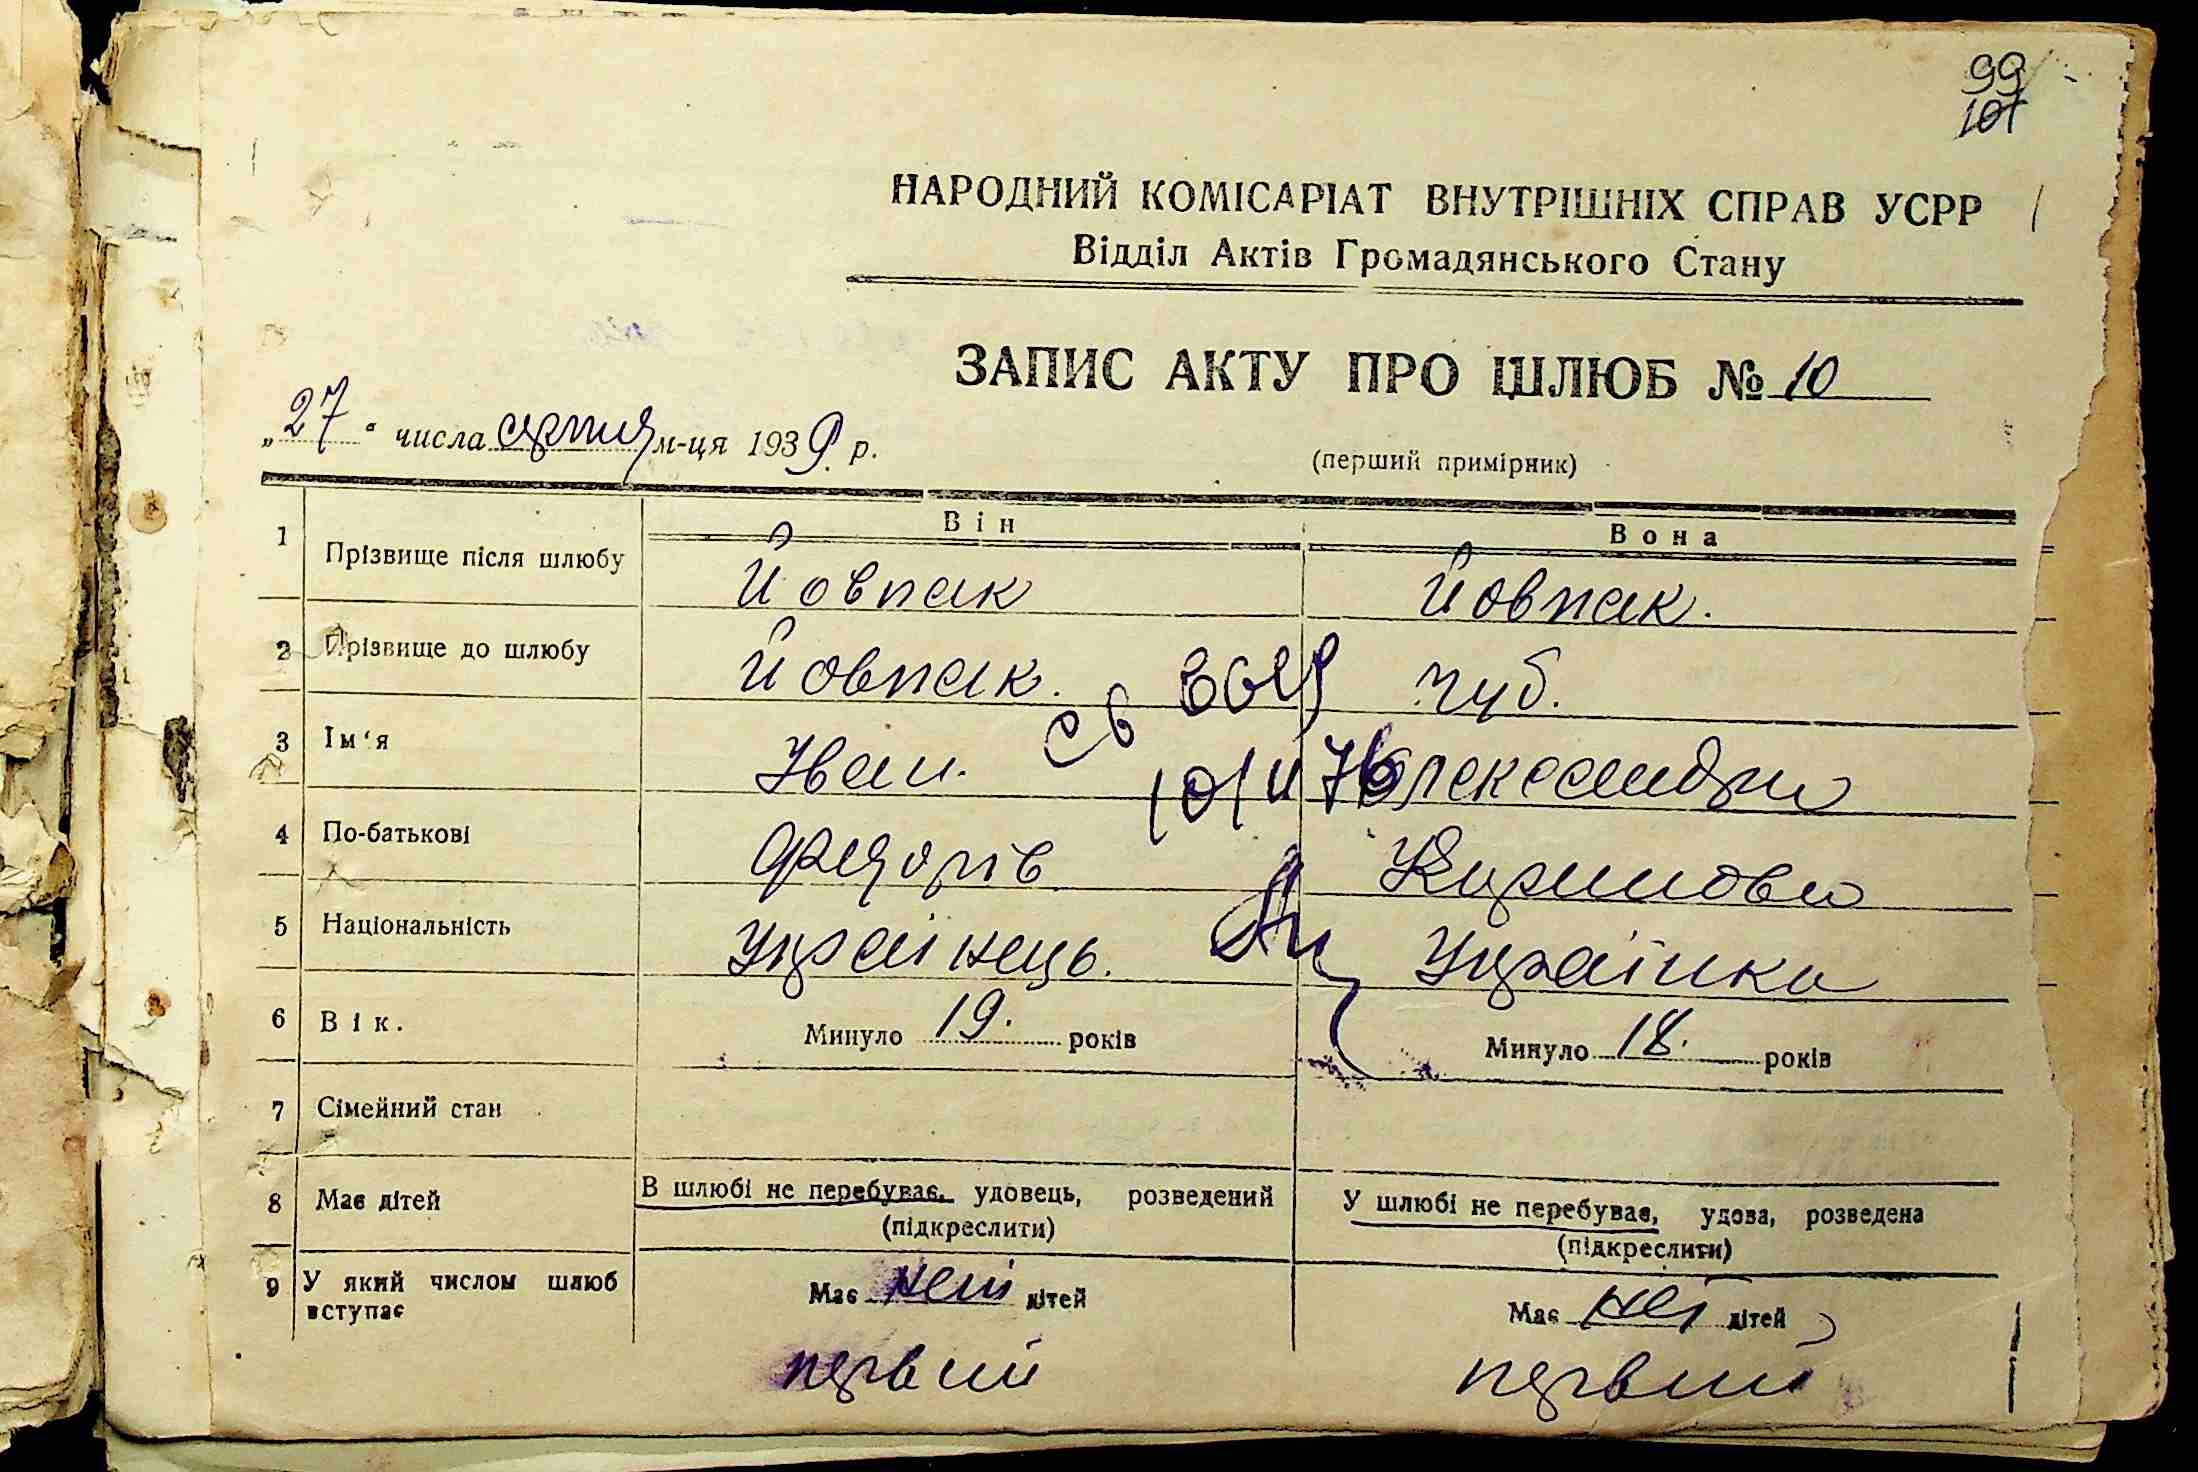 99
107
НАРОДНИЙ КОМІСАРІАТ ВНУТРІШНІХ СПРАВ УСРР
Відділ Актів Громадянського Стану
ЗАПИС АКТУ ПРО ШЛЮБ № 10
„27“ числа серпня м-ця 1939 р.
(перший примірник)
Він Вона
1 Прізвище після шлюбу Йовпак Йовпак.
2 Прізвище до шлюбу Йовпак. Чуб.
3 Ім'я Іван. Олександра
4 По-батькові Федорів
5 Національність Українець. Українка
6 Вік. Минуло 19. років Минуло 18. років
7 Сімейний стан
8 Має дітей В шлюбі не перебуває, удовець, розведений У шлюбі не перебуває, удова, розведена
(підкреслити) (підкреслити)
9 У який числом шлюб вступає Має нет дітей Має нет дітей
первий первий